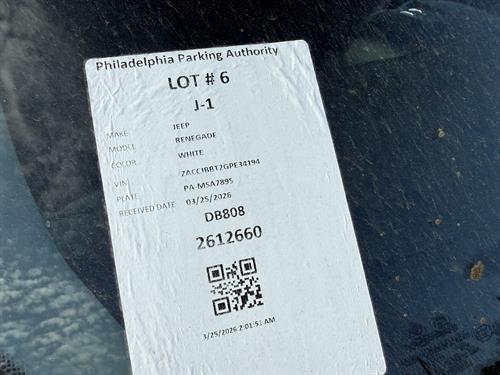 Philadelphia Parking Authority
LOT # 6
J-1
MAKE JEEP
MODEL RENEGADE
COLOR WHITE
VIN ZACCJBBT2GPE34194
PLATE PA-MSA7895
RECEIVED DATE 03/25/2026
DB808
2612660
3/25/2026 2:01:51 AM